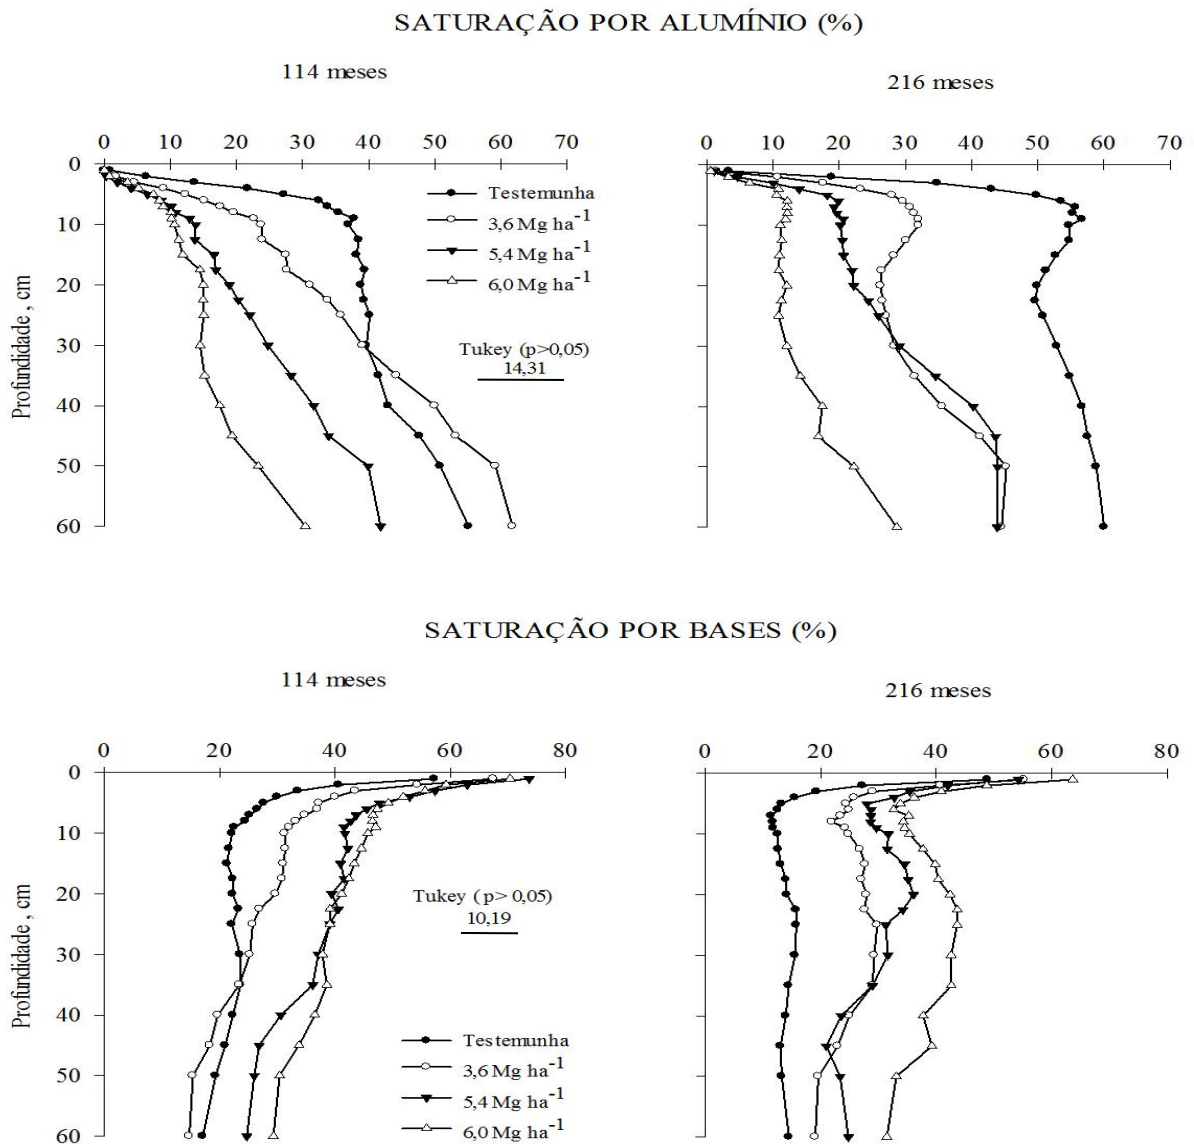 SATURAÇÃO POR ALUMÍNIO (%)
114 meses
216 meses
0 10 20 30 40 50 60 70
0 10 20 30 40 50 60 70
Profundidade , cm
0
10
20
30
40
50
60
Testemunha
3,6 Mg ha-1
5,4 Mg ha-1
6,0 Mg ha-1
Tukey (p>0,05)
14,31
SATURAÇÃO POR BASES (%)
114 meses
216 meses
0 20 40 60 80
0 20 40 60 80
Profundidade , cm
0
10
20
30
40
50
60
Tukey ( p> 0,05)
10,19
Testemunha
3,6 Mg ha-1
5,4 Mg ha-1
6,0 Mg ha-1